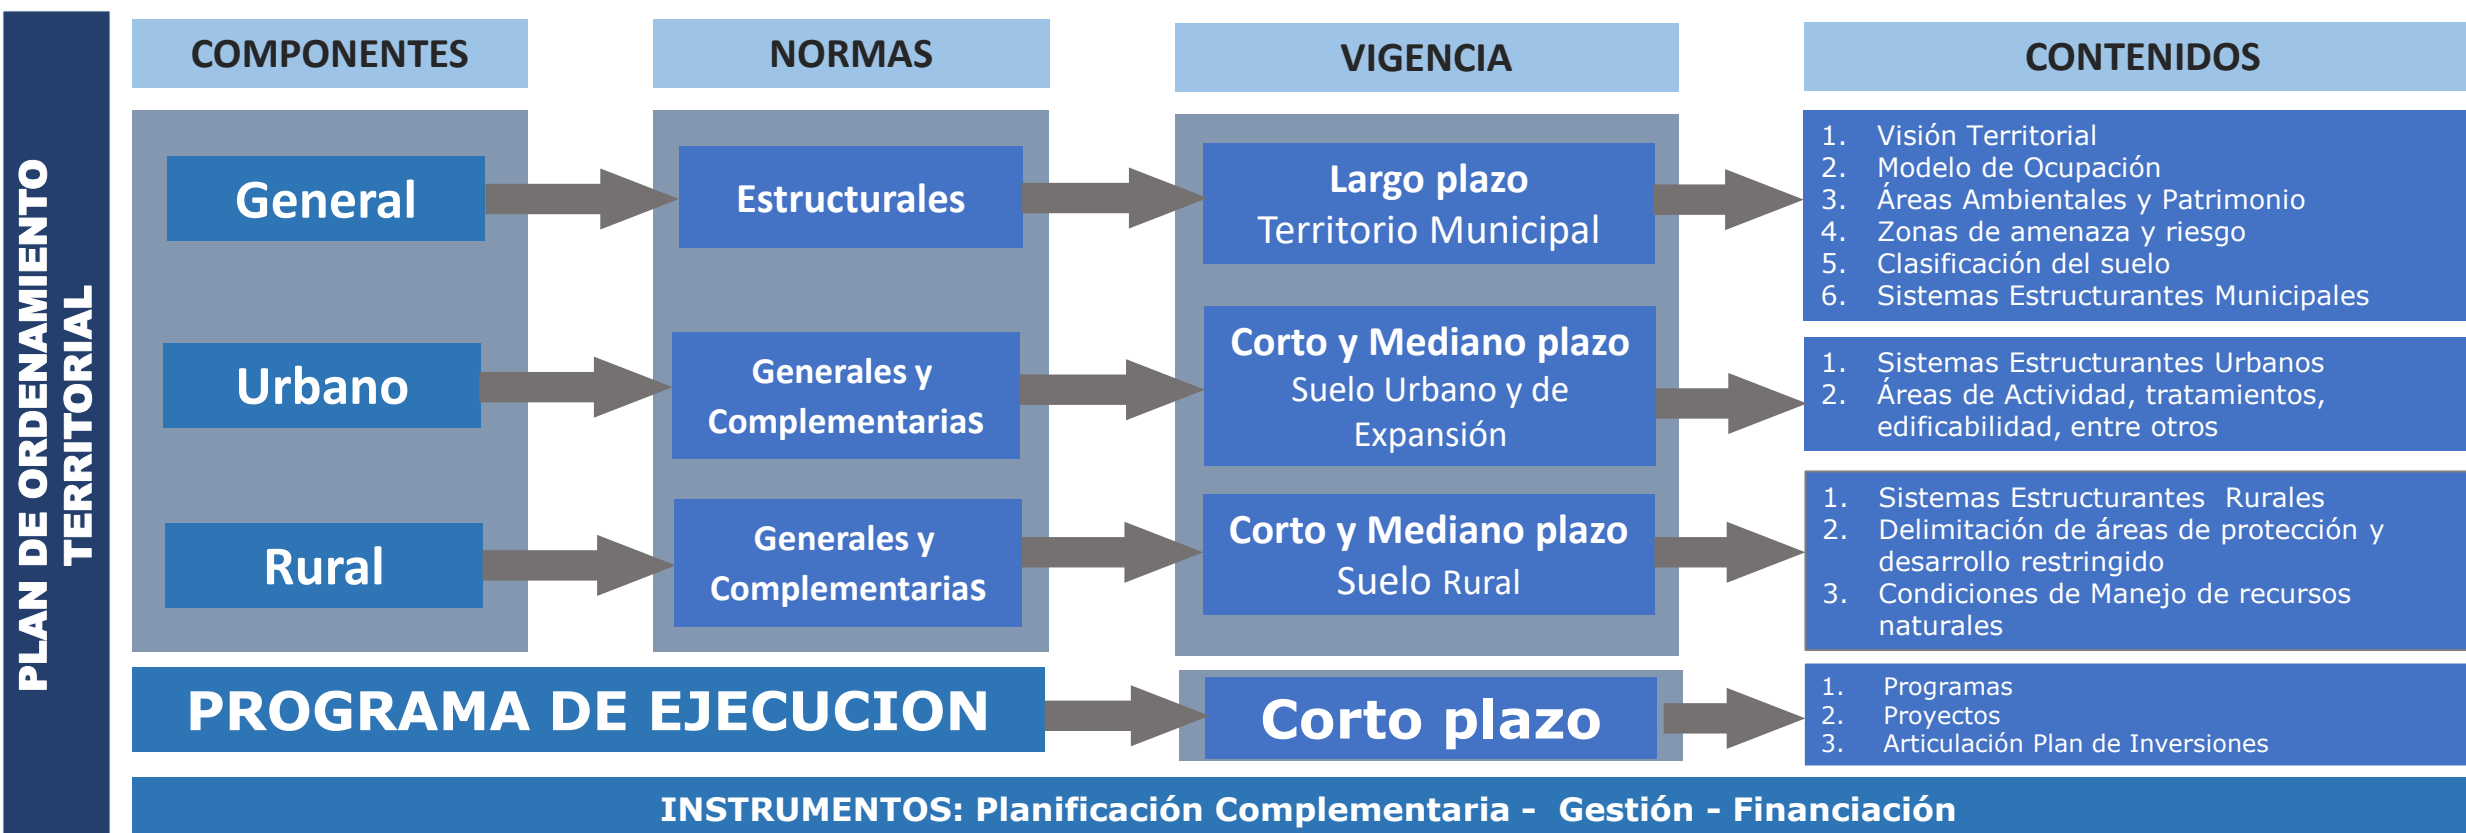 PLAN DE ORDENAMIENTO
TERRITORIAL
COMPONENTES
NORMAS
VIGENCIA
CONTENIDOS
General
Estructurales
Largo plazo
Territorio Municipal
1. Visión Territorial
2. Modelo de Ocupación
3. Áreas Ambientales y Patrimonio
4. Zonas de amenaza y riesgo
5. Clasificación del suelo
6. Sistemas Estructurantes Municipales
Urbano
Generales y
Complementarias
Corto y Mediano plazo
Suelo Urbano y de
Expansión
1. Sistemas Estructurantes Urbanos
2. Áreas de Actividad, tratamientos,
edificabilidad, entre otros
Rural
Generales y
Complementarias
Corto y Mediano plazo
Suelo Rural
1. Sistemas Estructurantes Rurales
2. Delimitación de áreas de protección y
desarrollo restringido
3. Condiciones de Manejo de recursos
naturales
PROGRAMA DE EJECUCION
Corto plazo
1. Programas
2. Proyectos
3. Articulación Plan de Inversiones
INSTRUMENTOS: Planificación Complementaria - Gestión - Financiación